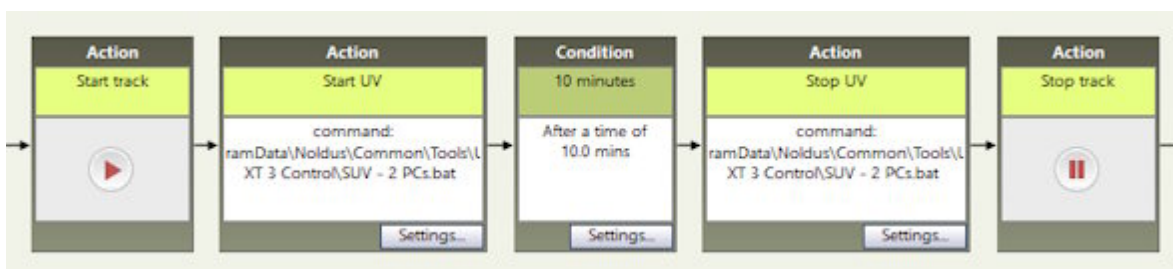 Action
Start track
Action
Start UV
command:
ramData\Noldus\Common\Tools\U
XT 3 Control\SUV - 2 PCs.bat
Settings...
Condition
10 minutes
After a time of
10.0 mins
Settings...
Action
Stop UV
command:
ramData\Noldus\Common\Tools\U
XT 3 Control\SUV - 2 PCs.bat
Settings...
Action
Stop track